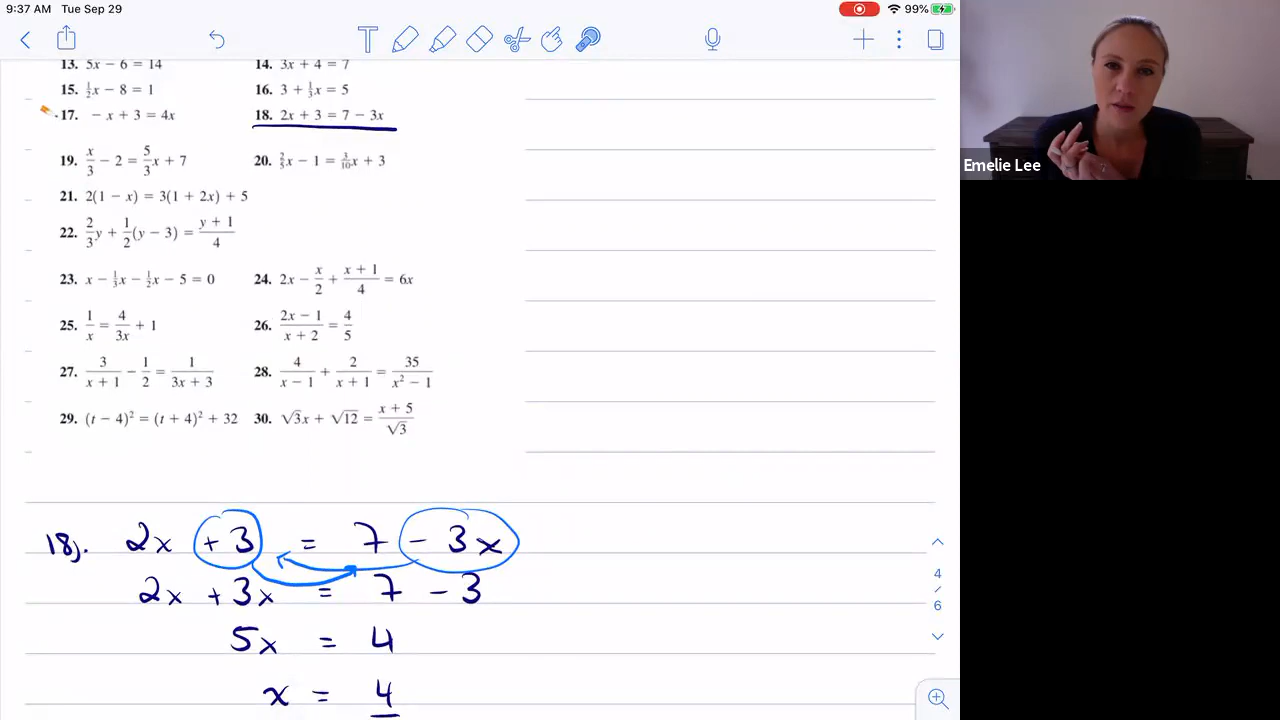 9:37 AM Tue Sep 29 99%
13. 5x − 6 = 14 14. 3x + 4 = 7
15. 1/2x − 8 = 1 16. 3 + 1/3x = 5
17. − x + 3 = 4x 18. 2x + 3 = 7 − 3x
19. x/3 − 2 = 5/3x + 7 20. 2/5x − 1 = 3/10x + 3
21. 2(1 − x) = 3(1 + 2x) + 5
22. 2/3y + 1/2(y − 3) = (y + 1)/4
23. x − 1/3x − 1/2x − 5 = 0 24. 2x − x/2 + (x + 1)/4 = 6x
25. 1/x = 4/(3x) + 1 26. (2x − 1)/(x + 2) = 4/5
27. 3/(x + 1) − 1/2 = 1/(3x + 3) 28. 4/(x − 1) + 2/(x + 1) = 35/(x² − 1)
29. (t − 4)² = (t + 4)² + 32 30. √3x + √12 = (x + 5)/√3
18). 2x + 3 = 7 − 3x
2x + 3x = 7 − 3
5x = 4
x = 4
4
/
6
Emelie Lee